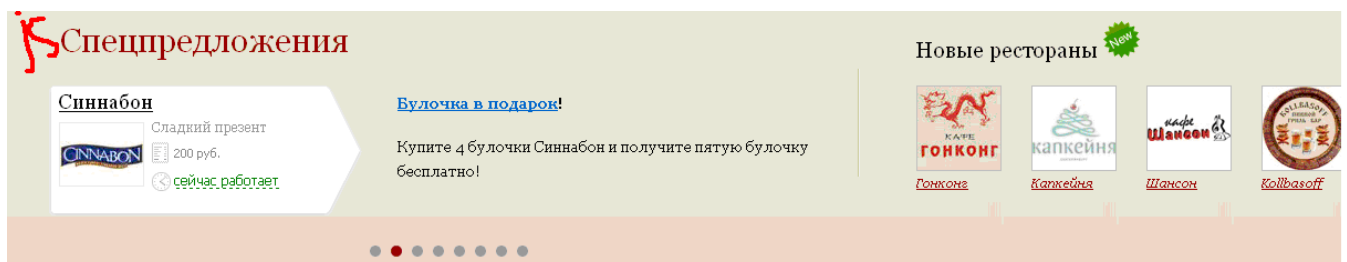 Спецпредложения
Синнабон
CINNABON
Сладкий презент
200 руб.
сейчас работает
Булочка в подарок!
Купите 4 булочки Синнабон и получите пятую булочку
бесплатно!
Новые рестораны New
КАФЕ
ГОНКОНГ
Гонконг
капкейня
Капкейня
кафе
Шансон
Шансон
KOLLBASOFF
Kollbasoff